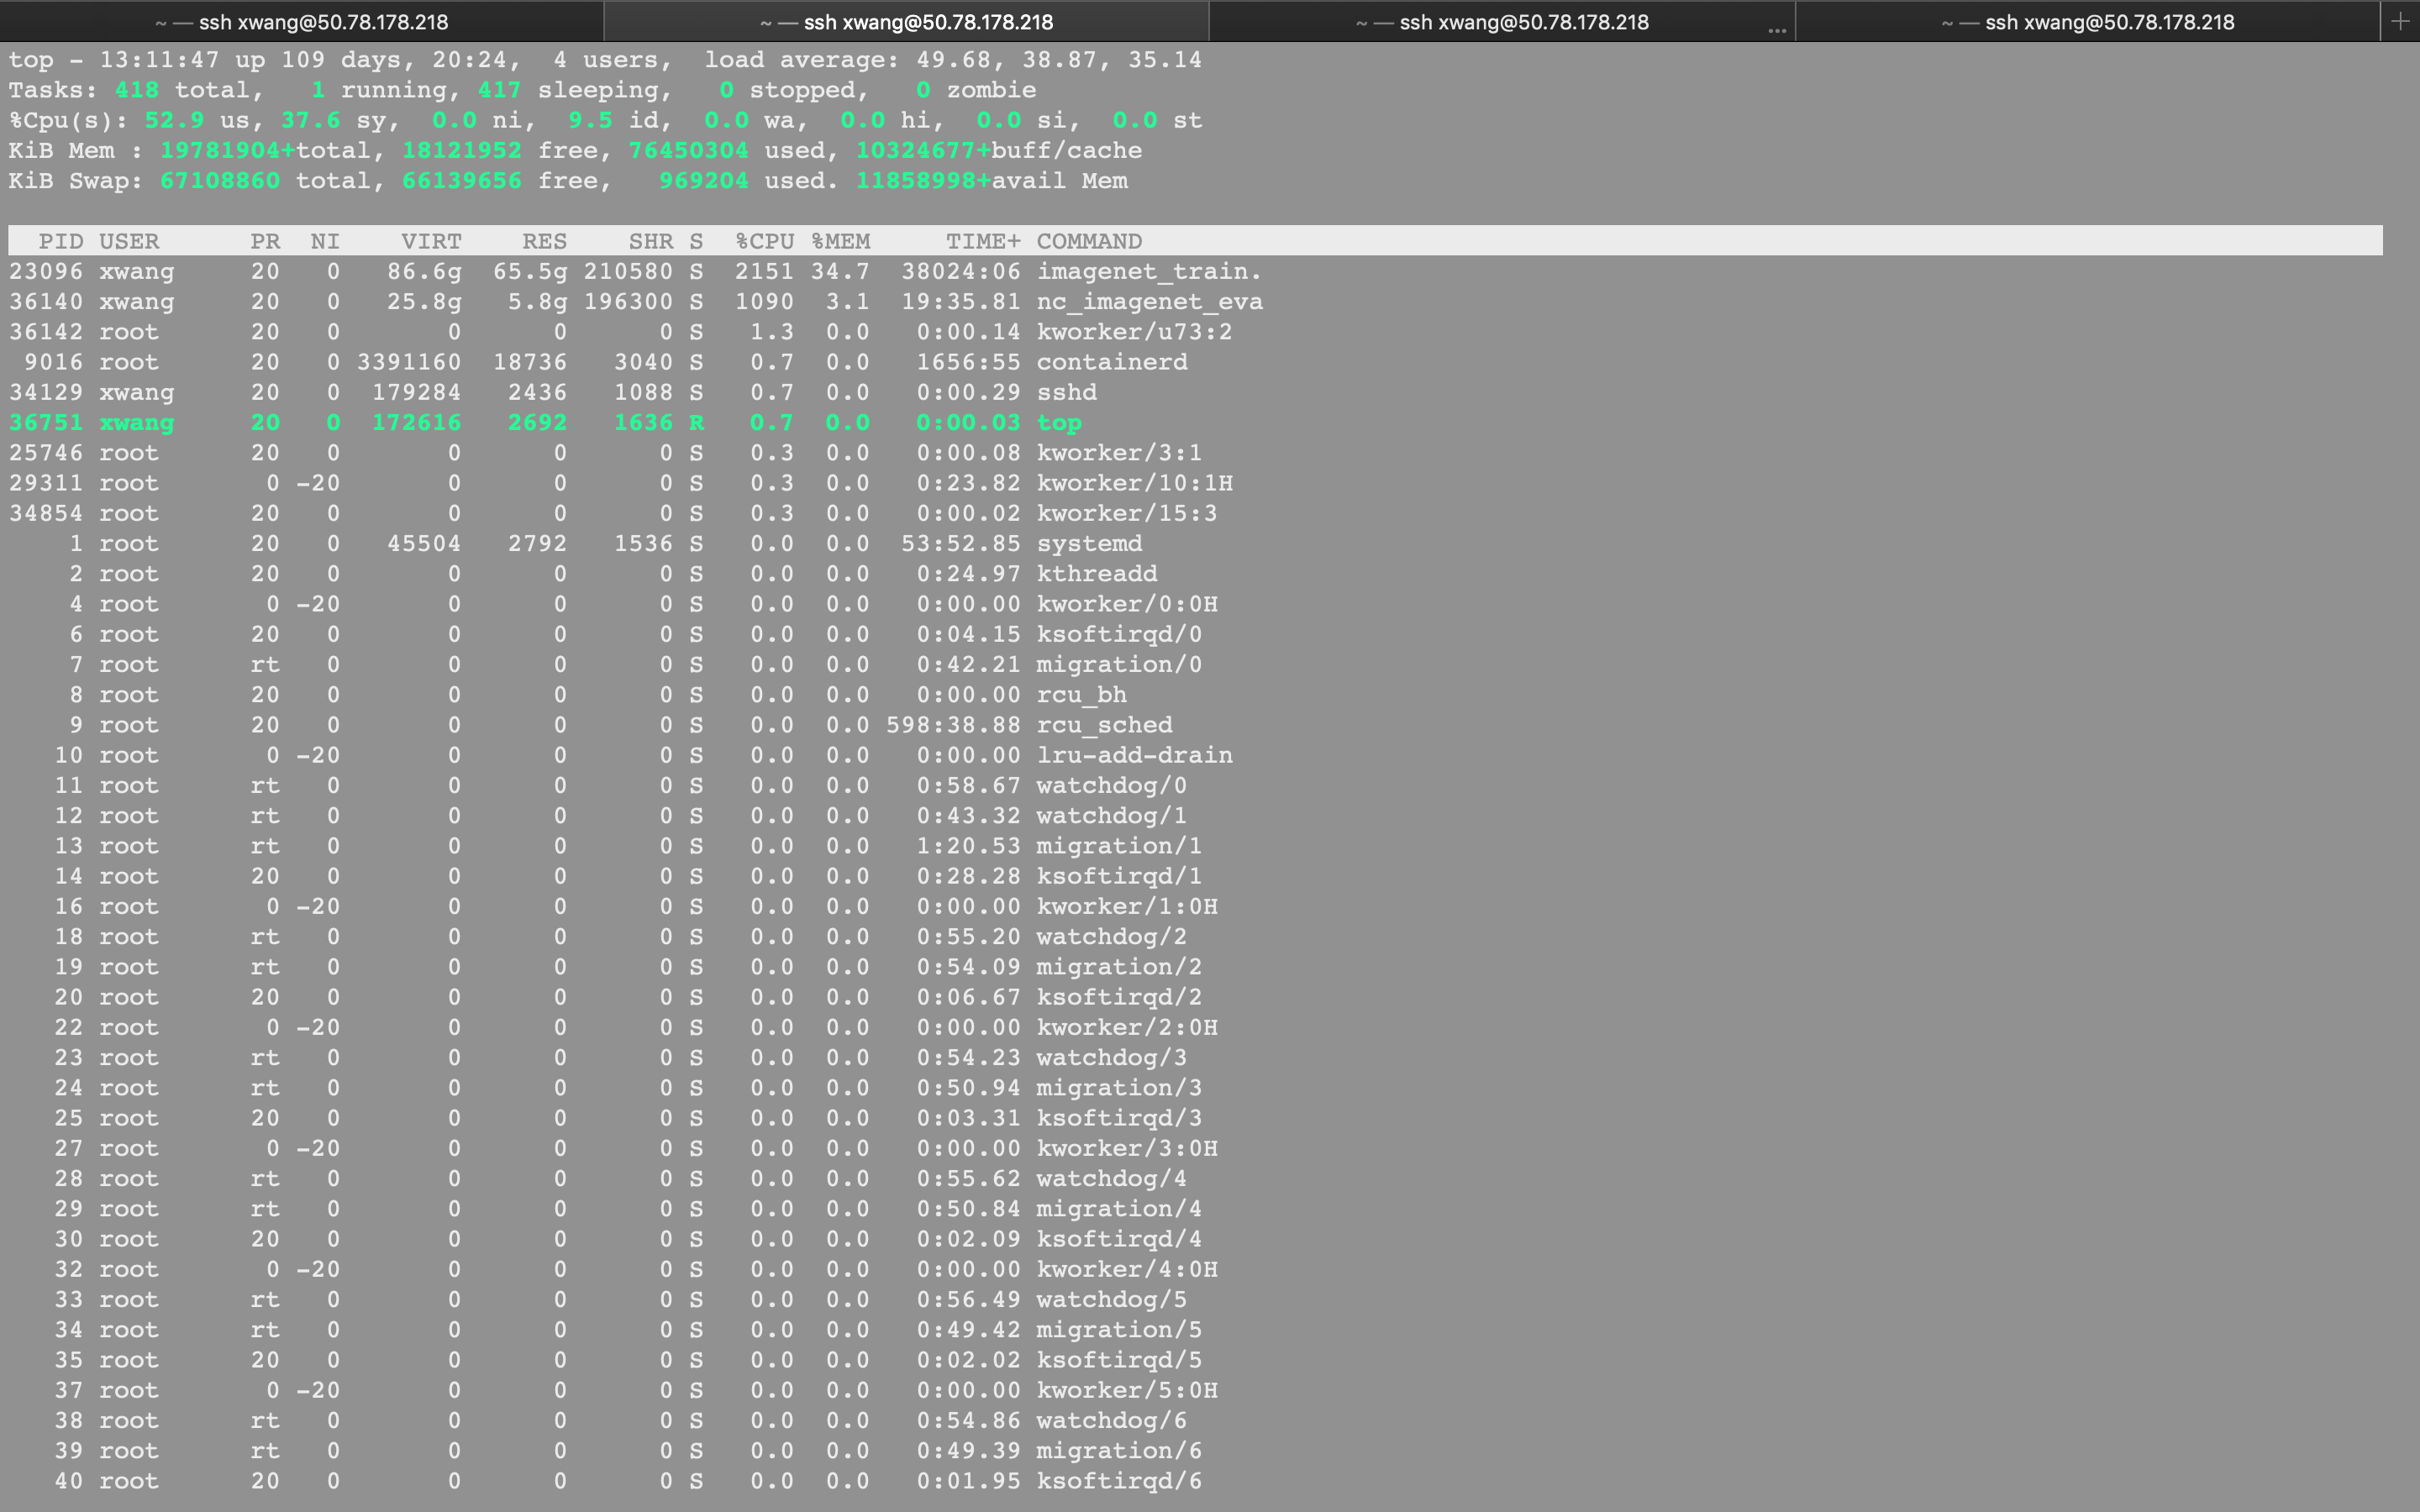 ~ — ssh xwang@50.78.178.218 ~ — ssh xwang@50.78.178.218 ~ — ssh xwang@50.78.178.218 ... ~ — ssh xwang@50.78.178.218 +
top - 13:11:47 up 109 days, 20:24,  4 users,  load average: 49.68, 38.87, 35.14
Tasks: 418 total,   1 running, 417 sleeping,   0 stopped,   0 zombie
%Cpu(s): 52.9 us, 37.6 sy,  0.0 ni,  9.5 id,  0.0 wa,  0.0 hi,  0.0 si,  0.0 st
KiB Mem : 19781904+total, 18121952 free, 76450304 used, 10324677+buff/cache
KiB Swap: 67108860 total, 66139656 free,   969204 used. 11858998+avail Mem
PID USER PR NI VIRT RES SHR S %CPU %MEM TIME+ COMMAND
23096 xwang 20 0 86.6g 65.5g 210580 S 2151 34.7 38024:06 imagenet_train.
36140 xwang 20 0 25.8g 5.8g 196300 S 1090 3.1 19:35.81 nc_imagenet_eva
36142 root 20 0 0 0 0 S 1.3 0.0 0:00.14 kworker/u73:2
9016 root 20 0 3391160 18736 3040 S 0.7 0.0 1656:55 containerd
34129 xwang 20 0 179284 2436 1088 S 0.7 0.0 0:00.29 sshd
36751 xwang 20 0 172616 2692 1636 R 0.7 0.0 0:00.03 top
25746 root 20 0 0 0 0 S 0.3 0.0 0:00.08 kworker/3:1
29311 root 0 -20 0 0 0 S 0.3 0.0 0:23.82 kworker/10:1H
34854 root 20 0 0 0 0 S 0.3 0.0 0:00.02 kworker/15:3
1 root 20 0 45504 2792 1536 S 0.0 0.0 53:52.85 systemd
2 root 20 0 0 0 0 S 0.0 0.0 0:24.97 kthreadd
4 root 0 -20 0 0 0 S 0.0 0.0 0:00.00 kworker/0:0H
6 root 20 0 0 0 0 S 0.0 0.0 0:04.15 ksoftirqd/0
7 root rt 0 0 0 0 S 0.0 0.0 0:42.21 migration/0
8 root 20 0 0 0 0 S 0.0 0.0 0:00.00 rcu_bh
9 root 20 0 0 0 0 S 0.0 0.0 598:38.88 rcu_sched
10 root 0 -20 0 0 0 S 0.0 0.0 0:00.00 lru-add-drain
11 root rt 0 0 0 0 S 0.0 0.0 0:58.67 watchdog/0
12 root rt 0 0 0 0 S 0.0 0.0 0:43.32 watchdog/1
13 root rt 0 0 0 0 S 0.0 0.0 1:20.53 migration/1
14 root 20 0 0 0 0 S 0.0 0.0 0:28.28 ksoftirqd/1
16 root 0 -20 0 0 0 S 0.0 0.0 0:00.00 kworker/1:0H
18 root rt 0 0 0 0 S 0.0 0.0 0:55.20 watchdog/2
19 root rt 0 0 0 0 S 0.0 0.0 0:54.09 migration/2
20 root 20 0 0 0 0 S 0.0 0.0 0:06.67 ksoftirqd/2
22 root 0 -20 0 0 0 S 0.0 0.0 0:00.00 kworker/2:0H
23 root rt 0 0 0 0 S 0.0 0.0 0:54.23 watchdog/3
24 root rt 0 0 0 0 S 0.0 0.0 0:50.94 migration/3
25 root 20 0 0 0 0 S 0.0 0.0 0:03.31 ksoftirqd/3
27 root 0 -20 0 0 0 S 0.0 0.0 0:00.00 kworker/3:0H
28 root rt 0 0 0 0 S 0.0 0.0 0:55.62 watchdog/4
29 root rt 0 0 0 0 S 0.0 0.0 0:50.84 migration/4
30 root 20 0 0 0 0 S 0.0 0.0 0:02.09 ksoftirqd/4
32 root 0 -20 0 0 0 S 0.0 0.0 0:00.00 kworker/4:0H
33 root rt 0 0 0 0 S 0.0 0.0 0:56.49 watchdog/5
34 root rt 0 0 0 0 S 0.0 0.0 0:49.42 migration/5
35 root 20 0 0 0 0 S 0.0 0.0 0:02.02 ksoftirqd/5
37 root 0 -20 0 0 0 S 0.0 0.0 0:00.00 kworker/5:0H
38 root rt 0 0 0 0 S 0.0 0.0 0:54.86 watchdog/6
39 root rt 0 0 0 0 S 0.0 0.0 0:49.39 migration/6
40 root 20 0 0 0 0 S 0.0 0.0 0:01.95 ksoftirqd/6